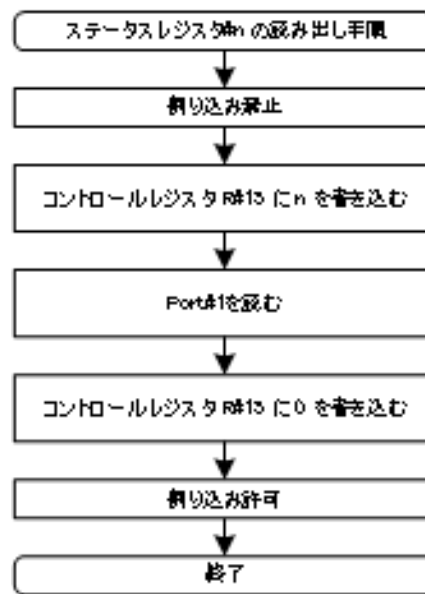 ステータスレジスタ#n の読み出し手順
割り込み禁止
コントロールレジスタ R#15 に n を書き込む
Port#1を読む
コントロールレジスタ R#15 に 0 を書き込む
割り込み許可
終了